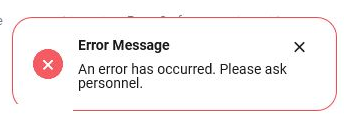 Error Message
An error has occurred. Please ask
personnel.